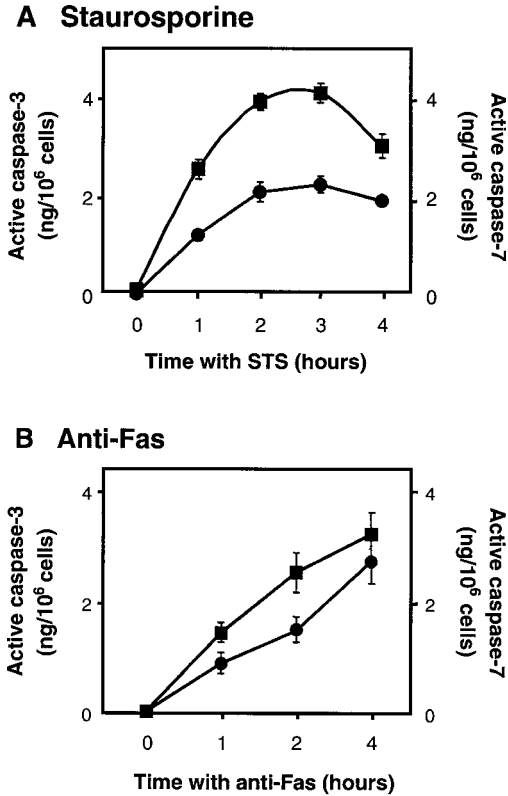 A Staurosporine
Active caspase-3
(ng/10⁶ cells)
4
2
0
4
2
0
Active caspase-7
(ng/10⁶ cells)
0 1 2 3 4
Time with STS (hours)
B Anti-Fas
Active caspase-3
(ng/10⁶ cells)
4
2
0
4
2
0
Active caspase-7
(ng/10⁶ cells)
0 1 2 4
Time with anti-Fas (hours)